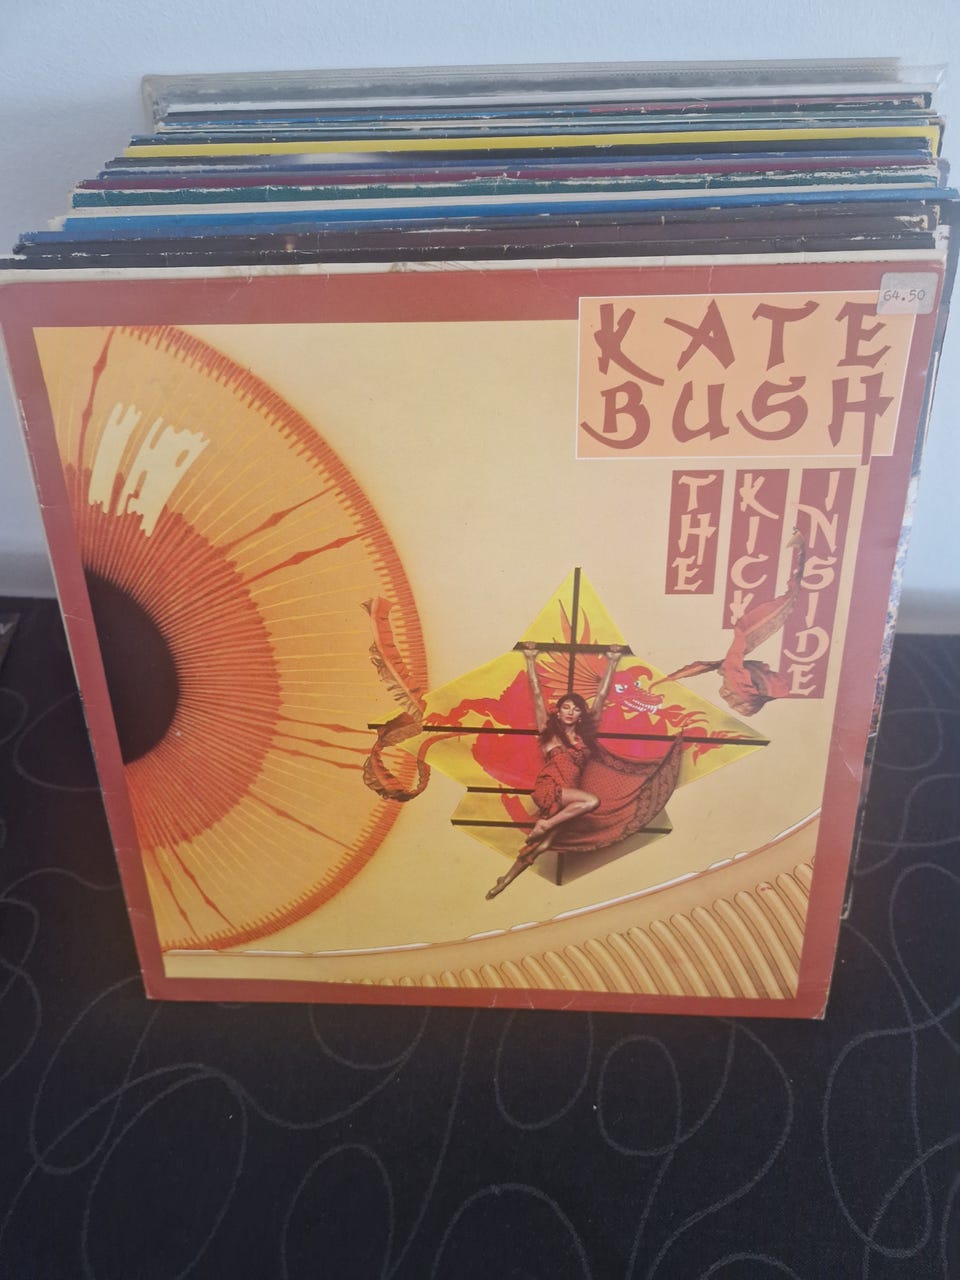 64.50
KATE
BUSH
THE
KICK
INSIDE